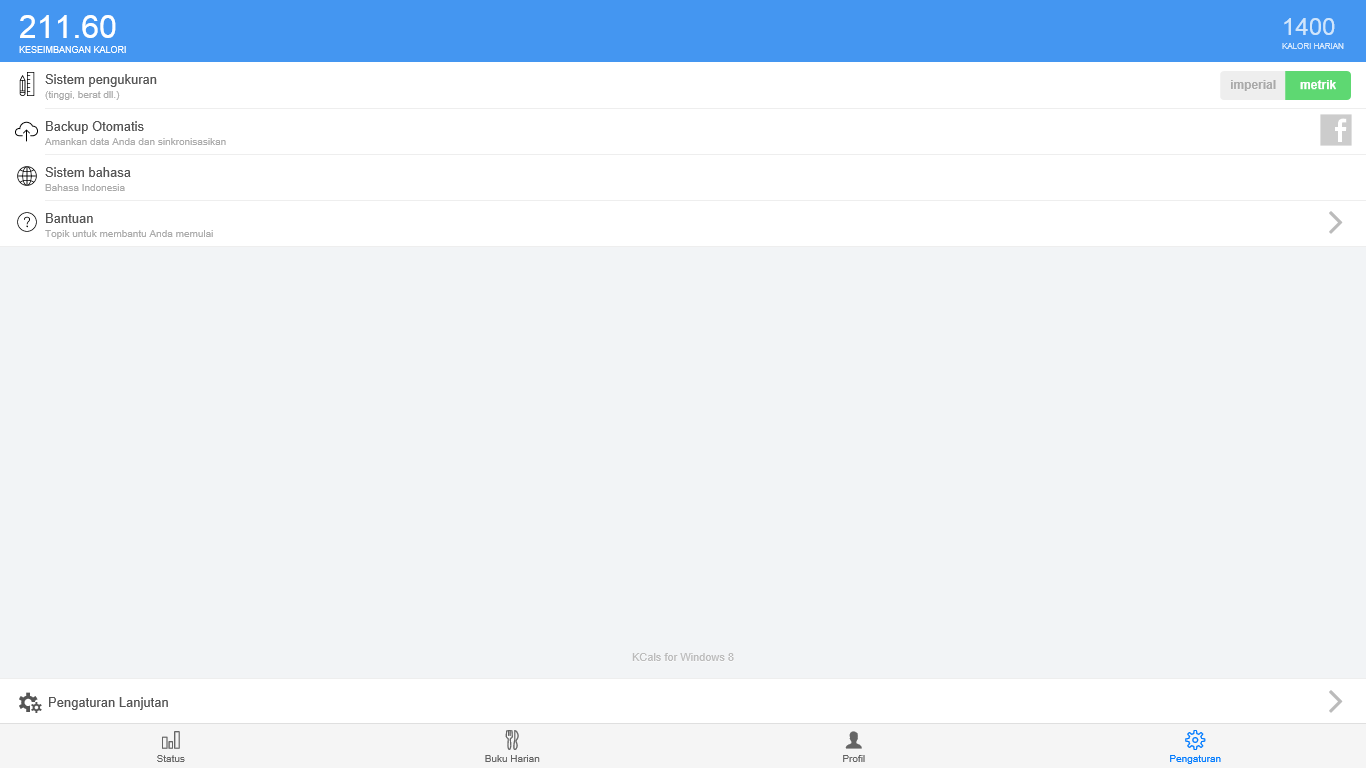 211.60
KESEIMBANGAN KALORI
1400
KALORI HARIAN
Sistem pengukuran
(tinggi, berat dll.)
imperial
metrik
Backup Otomatis
Amankan data Anda dan sinkronisasikan
Sistem bahasa
Bahasa Indonesia
Bantuan
Topik untuk membantu Anda memulai
KCals for Windows 8
Pengaturan Lanjutan
Status
Buku Harian
Profil
Pengaturan